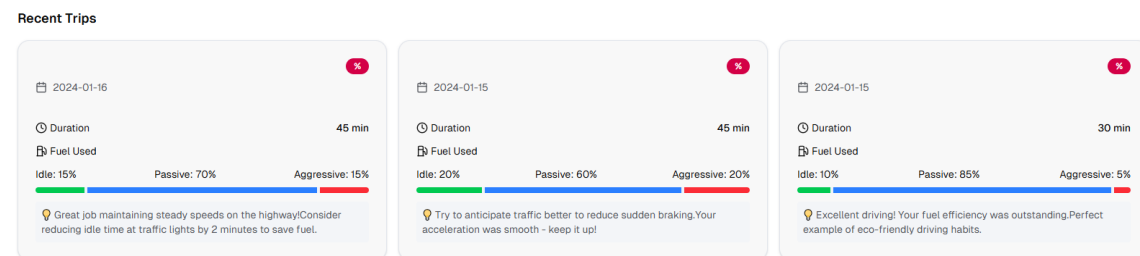 Recent Trips
%
2024-01-16
Duration 45 min
Fuel Used
Idle: 15% Passive: 70% Aggressive: 15%
Great job maintaining steady speeds on the highway!Consider
reducing idle time at traffic lights by 2 minutes to save fuel.
%
2024-01-15
Duration 45 min
Fuel Used
Idle: 20% Passive: 60% Aggressive: 20%
Try to anticipate traffic better to reduce sudden braking.Your
acceleration was smooth - keep it up!
%
2024-01-15
Duration 30 min
Fuel Used
Idle: 10% Passive: 85% Aggressive: 5%
Excellent driving! Your fuel efficiency was outstanding.Perfect
example of eco-friendly driving habits.